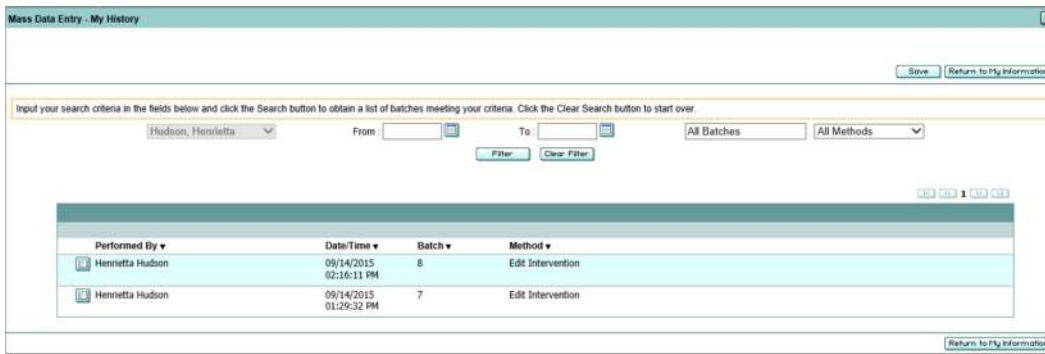 Mass Data Entry - My History
Save Return to My Information
Input your search criteria in the fields below and click the Search button to obtain a list of batches meeting your criteria. Click the Clear Search button to start over.
Hudson, Henrietta From : To : All Batches All Methods
Filter Clear Filter
1
Performed By Date/Time Batch Method
Henrietta Hudson 09/14/2015 8 Edit Intervention
02:16:11 PM
Henrietta Hudson 09/14/2015 7 Edit Intervention
01:29:32 PM
Return to My Information